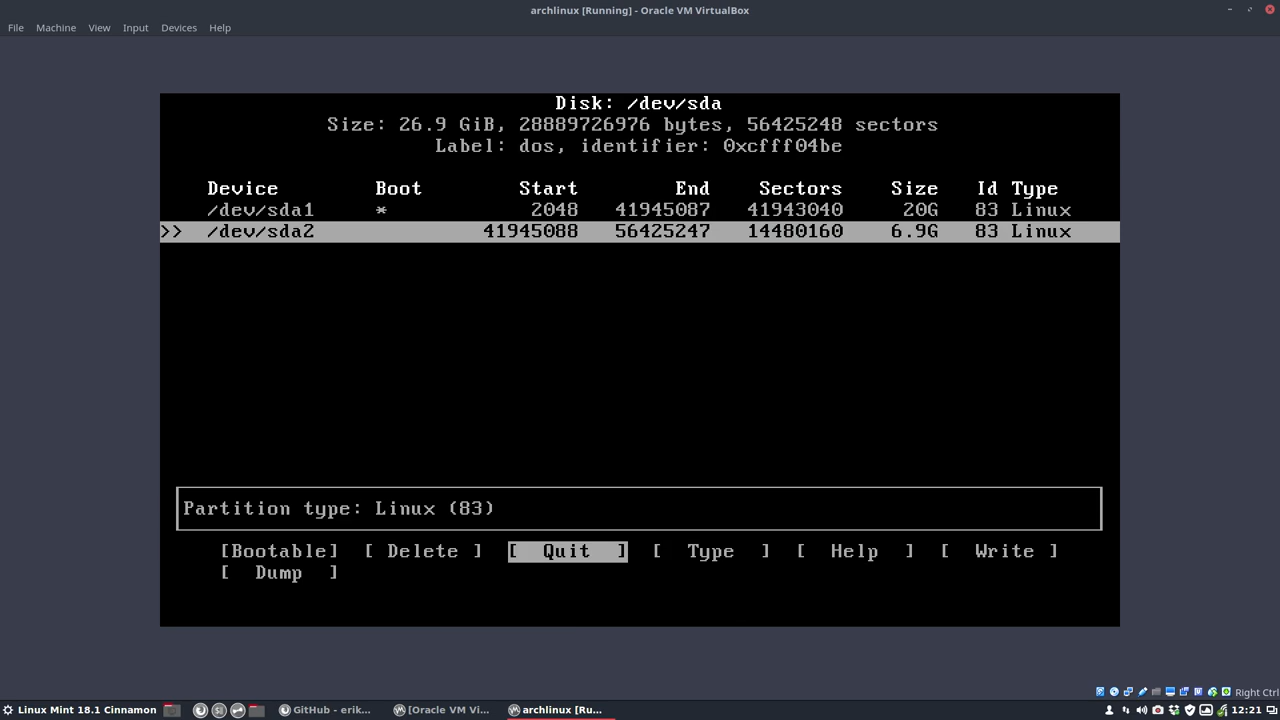 archlinux [Running] - Oracle VM VirtualBox
File Machine View Input Devices Help
Disk: /dev/sda
Size: 26.9 GiB, 28889726976 bytes, 56425248 sectors
Label: dos, identifier: 0xcfff04be
Device Boot Start End Sectors Size Id Type
/dev/sda1 * 2048 41945087 41943040 20G 83 Linux
>> /dev/sda2 41945088 56425247 14480160 6.9G 83 Linux
Partition type: Linux (83)
[Bootable] [ Delete ] [ Quit ] [ Type ] [ Help ] [ Write ]
[ Dump ]
Right Ctrl
Linux Mint 18.1 Cinnamon GitHub - erik... [Oracle VM Vi... archlinux [Ru... 12:21